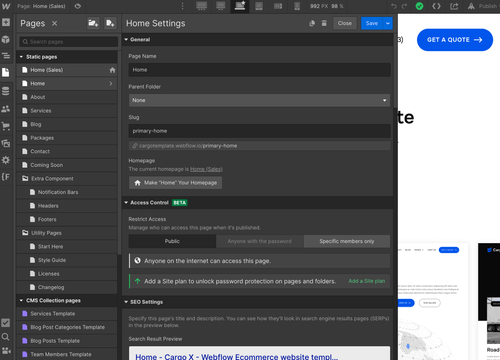 Page: Home (Sales)
992 PX 88 %
Publish
Pages
Search pages
Static pages
Home (Sales)
Home
About
Services
Blog
Packages
Contact
Coming Soon
Extra Component
Notification Bars
Headers
Footers
Utility Pages
Start Here
Style Guide
Licenses
Changelog
CMS Collection pages
Services Template
Blog Post Categories Template
Blog Posts Template
Team Members Template
Home Settings
Close
Save
General
Page Name
Home
Parent Folder
None
Slug
primary-home
cargotemplate.webflow.io/primary-home
Homepage
The current homepage is Home (Sales)
Make "Home" Your Homepage
Access Control BETA
Restrict Access
Manage who can access this page when it's published.
Public
Anyone with the password
Specific members only
Anyone on the internet can access this page.
Add a Site plan to unlock password protection on pages and folders.
Add a Site plan
SEO Settings
Specify this page's title and description. You can see how they'll look in search engine results pages (SERPs) in the preview below.
Search Result Preview
Home - Cargo X - Webflow Ecommerce website templ...
GET A QUOTE
te
Road